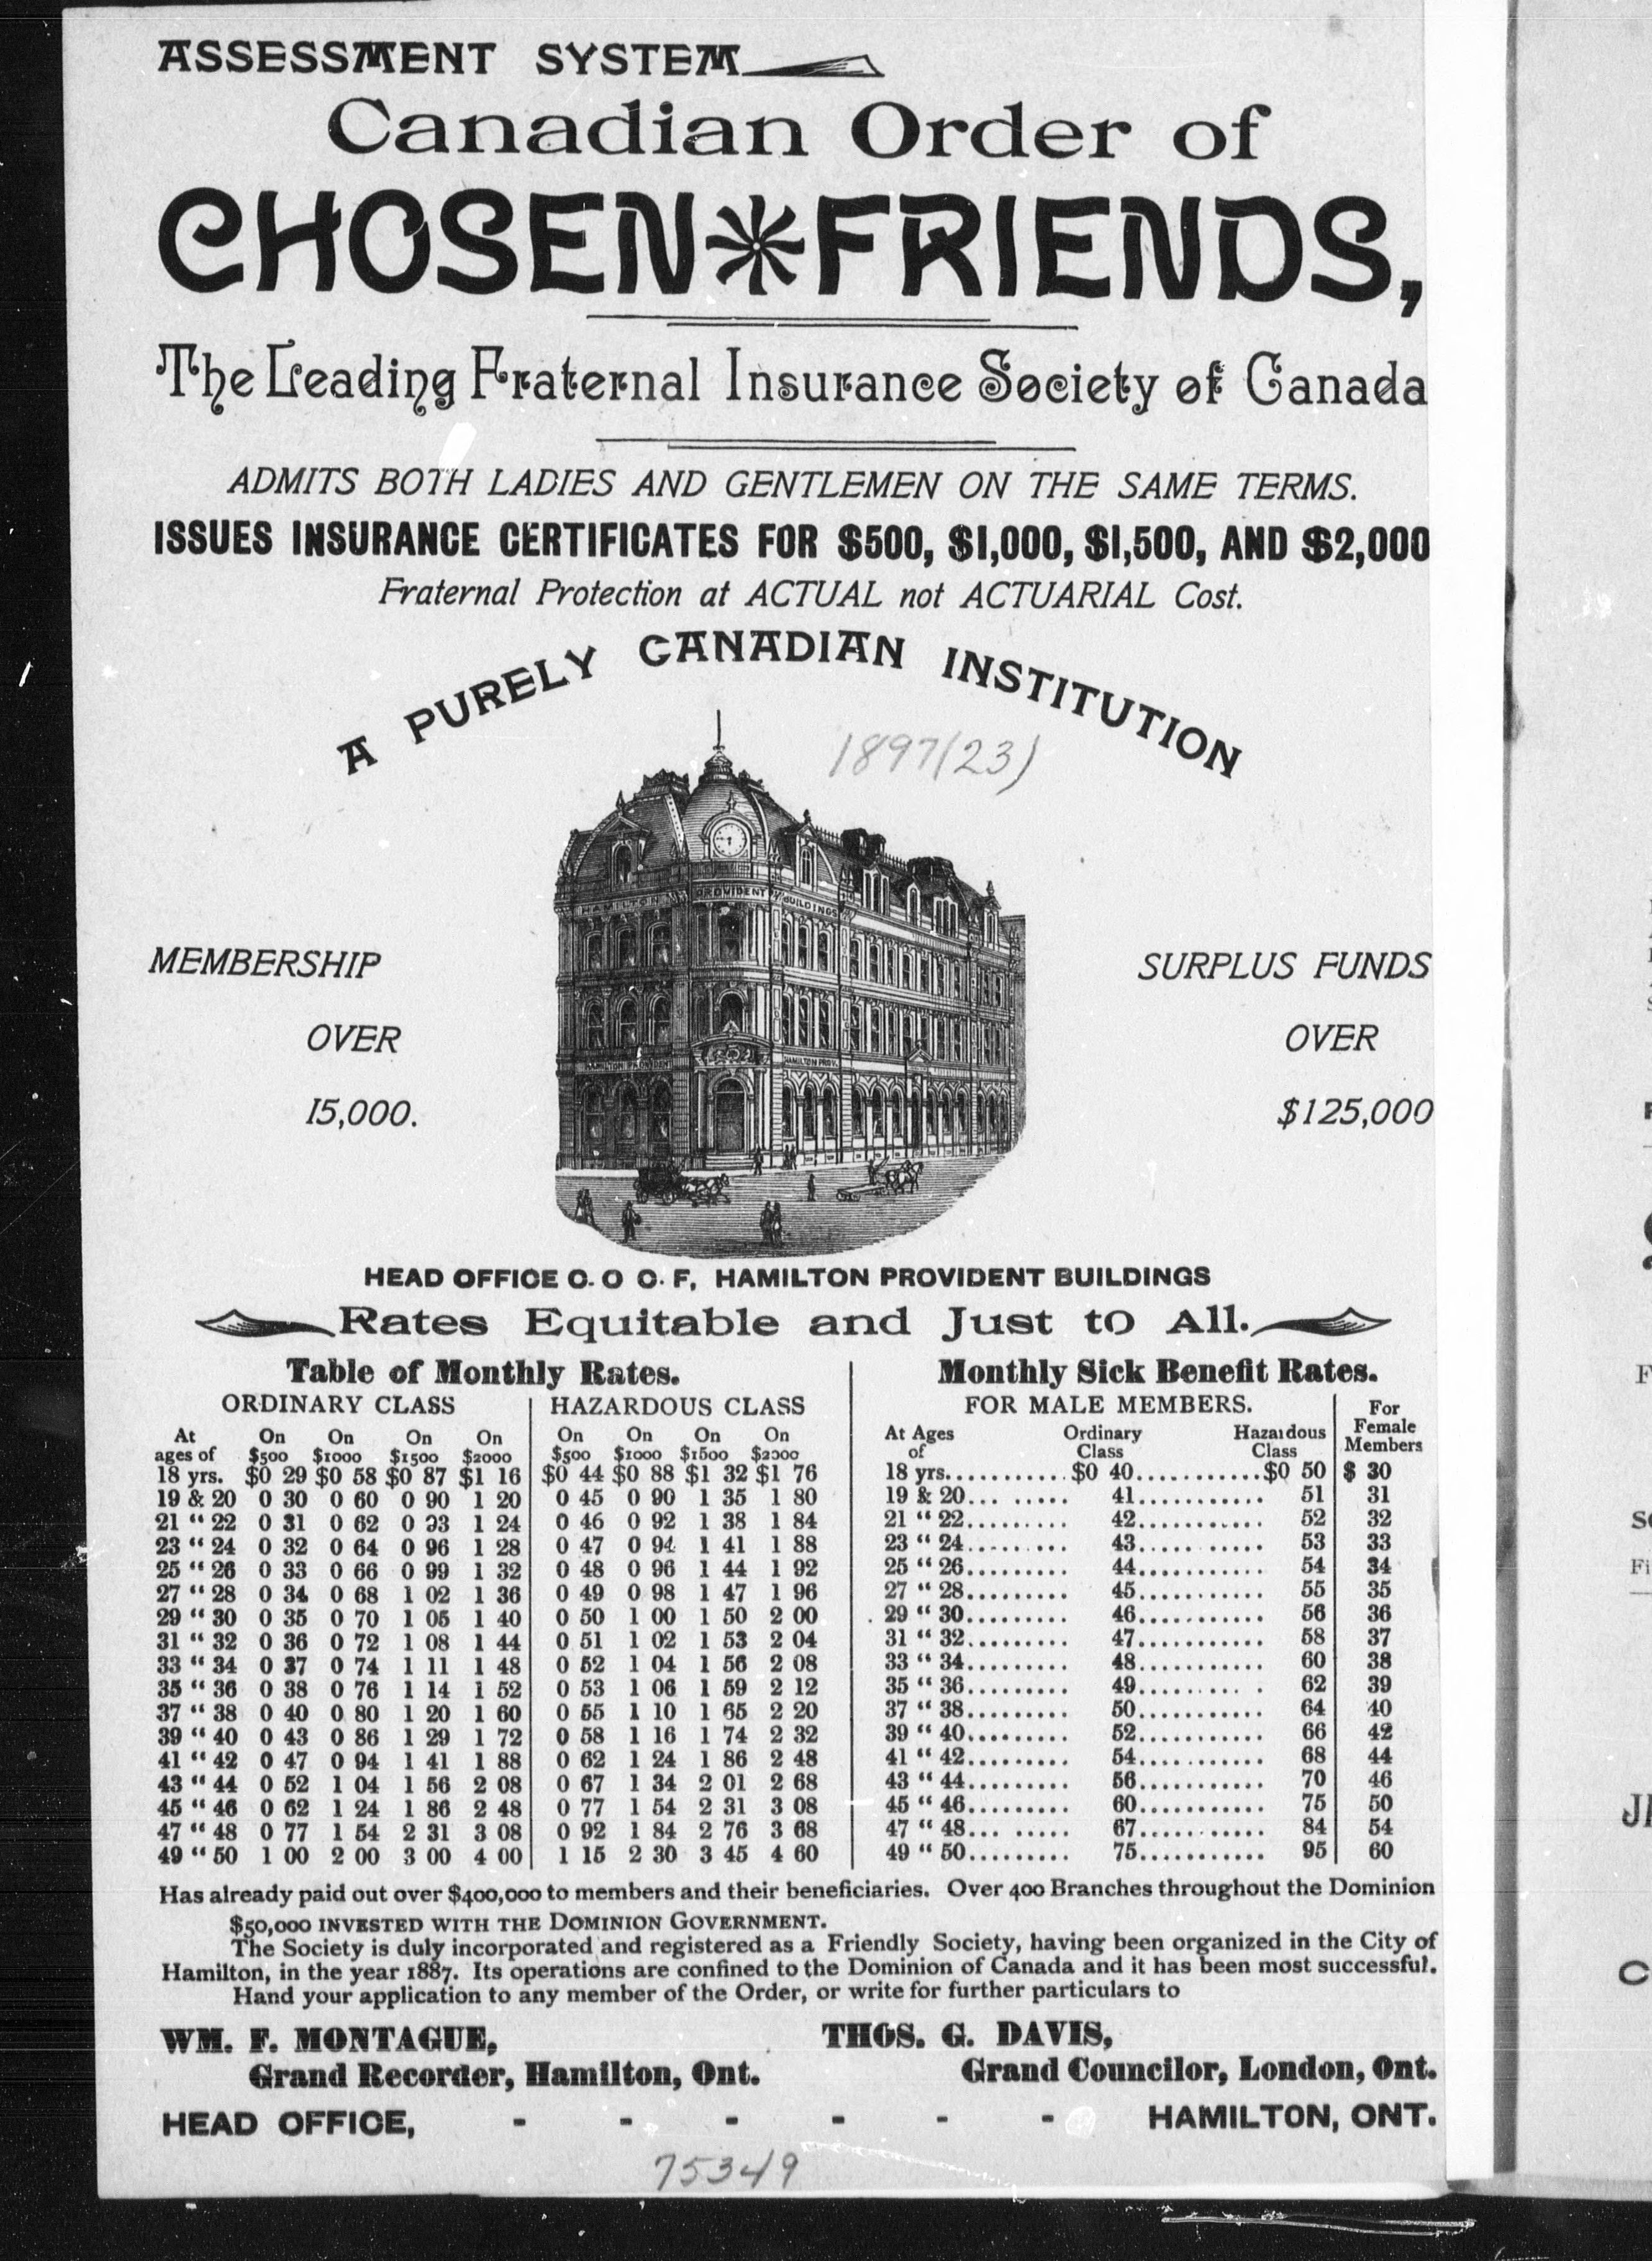 ASSESSMENT SYSTEM
Canadian Order of
CHOSEN FRIENDS,
The Leading Fraternal Insurance Society of Canada
ADMITS BOTH LADIES AND GENTLEMEN ON THE SAME TERMS.
ISSUES INSURANCE CERTIFICATES FOR $500, $1,000, $1,500, AND $2,000
Fraternal Protection at ACTUAL not ACTUARIAL Cost.
A PURELY CANADIAN INSTITUTION
1897(23)
HAMILTON PROVIDENT BUILDINGS
HAMILTON PROVIDENT HAMILTON PROV.
MEMBERSHIP
OVER
15,000.
SURPLUS FUNDS
OVER
$125,000
HEAD OFFICE C. O C. F, HAMILTON PROVIDENT BUILDINGS
Rates Equitable and Just to All.
Table of Monthly Rates.
ORDINARY CLASS HAZARDOUS CLASS
At On On On On On On On On
ages of $500 $1000 $1500 $2000 $500 $1000 $1500 $2000
18 yrs. $0 29 $0 58 $0 87 $1 16 $0 44 $0 88 $1 32 $1 76
19 & 20 0 30 0 60 0 90 1 20 0 45 0 90 1 35 1 80
21 " 22 0 31 0 62 0 93 1 24 0 46 0 92 1 38 1 84
23 " 24 0 32 0 64 0 96 1 28 0 47 0 94 1 41 1 88
25 " 26 0 33 0 66 0 99 1 32 0 48 0 96 1 44 1 92
27 " 28 0 34 0 68 1 02 1 36 0 49 0 98 1 47 1 96
29 " 30 0 35 0 70 1 05 1 40 0 50 1 00 1 50 2 00
31 " 32 0 36 0 72 1 08 1 44 0 51 1 02 1 53 2 04
33 " 34 0 37 0 74 1 11 1 48 0 52 1 04 1 56 2 08
35 " 36 0 38 0 76 1 14 1 52 0 53 1 06 1 59 2 12
37 " 38 0 40 0 80 1 20 1 60 0 55 1 10 1 65 2 20
39 " 40 0 43 0 86 1 29 1 72 0 58 1 16 1 74 2 32
41 " 42 0 47 0 94 1 41 1 88 0 62 1 24 1 86 2 48
43 " 44 0 52 1 04 1 56 2 08 0 67 1 34 2 01 2 68
45 " 46 0 62 1 24 1 86 2 48 0 77 1 54 2 31 3 08
47 " 48 0 77 1 54 2 31 3 08 0 92 1 84 2 76 3 68
49 " 50 1 00 2 00 3 00 4 00 1 15 2 30 3 45 4 60
Monthly Sick Benefit Rates.
FOR MALE MEMBERS. For
Female
Members
At Ages Ordinary Hazardous
of Class Class
18 yrs........... $0 40............$0 50 $ 30
19 & 20... ..... 41........... 51 31
21 " 22......... 42........... 52 32
23 " 24......... 43........... 53 33
25 " 26......... 44........... 54 34
27 " 28......... 45........... 55 35
29 " 30......... 46........... 56 36
31 " 32......... 47........... 58 37
33 " 34......... 48........... 60 38
35 " 36......... 49......... . 62 39
37 " 38......... 50........... 64 40
39 " 40......... 52........... 66 42
41 " 42......... 54........... 68 44
43 " 44......... 56........... 70 46
45 " 46......... 60........... 75 50
47 " 48... ..... 67........... 84 54
49 " 50......... 75........... 95 60
Has already paid out over $400,000 to members and their beneficiaries. Over 400 Branches throughout the Dominion
$50,000 INVESTED WITH THE DOMINION GOVERNMENT.
The Society is duly incorporated and registered as a Friendly Society, having been organized in the City of
Hamilton, in the year 1887. Its operations are confined to the Dominion of Canada and it has been most successful.
Hand your application to any member of the Order, or write for further particulars to
WM. F. MONTAGUE, THOS. G. DAVIS,
Grand Recorder, Hamilton, Ont. Grand Councilor, London, Ont.
HEAD OFFICE, - - - - - - HAMILTON, ONT.
75349